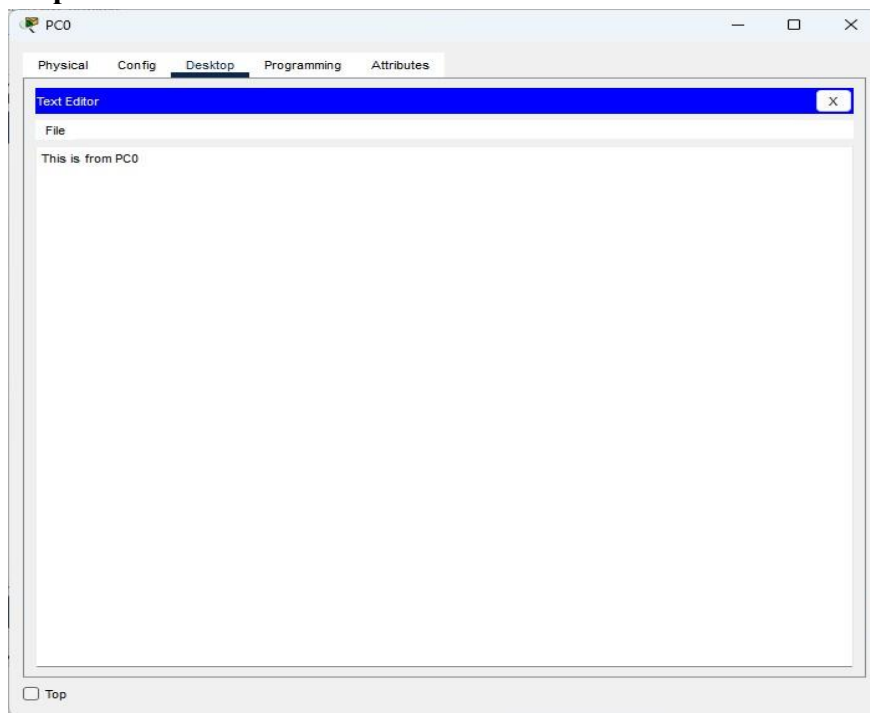 PC0
Physical Config Desktop Programming Attributes
Text Editor X
File
This is from PC0
Top